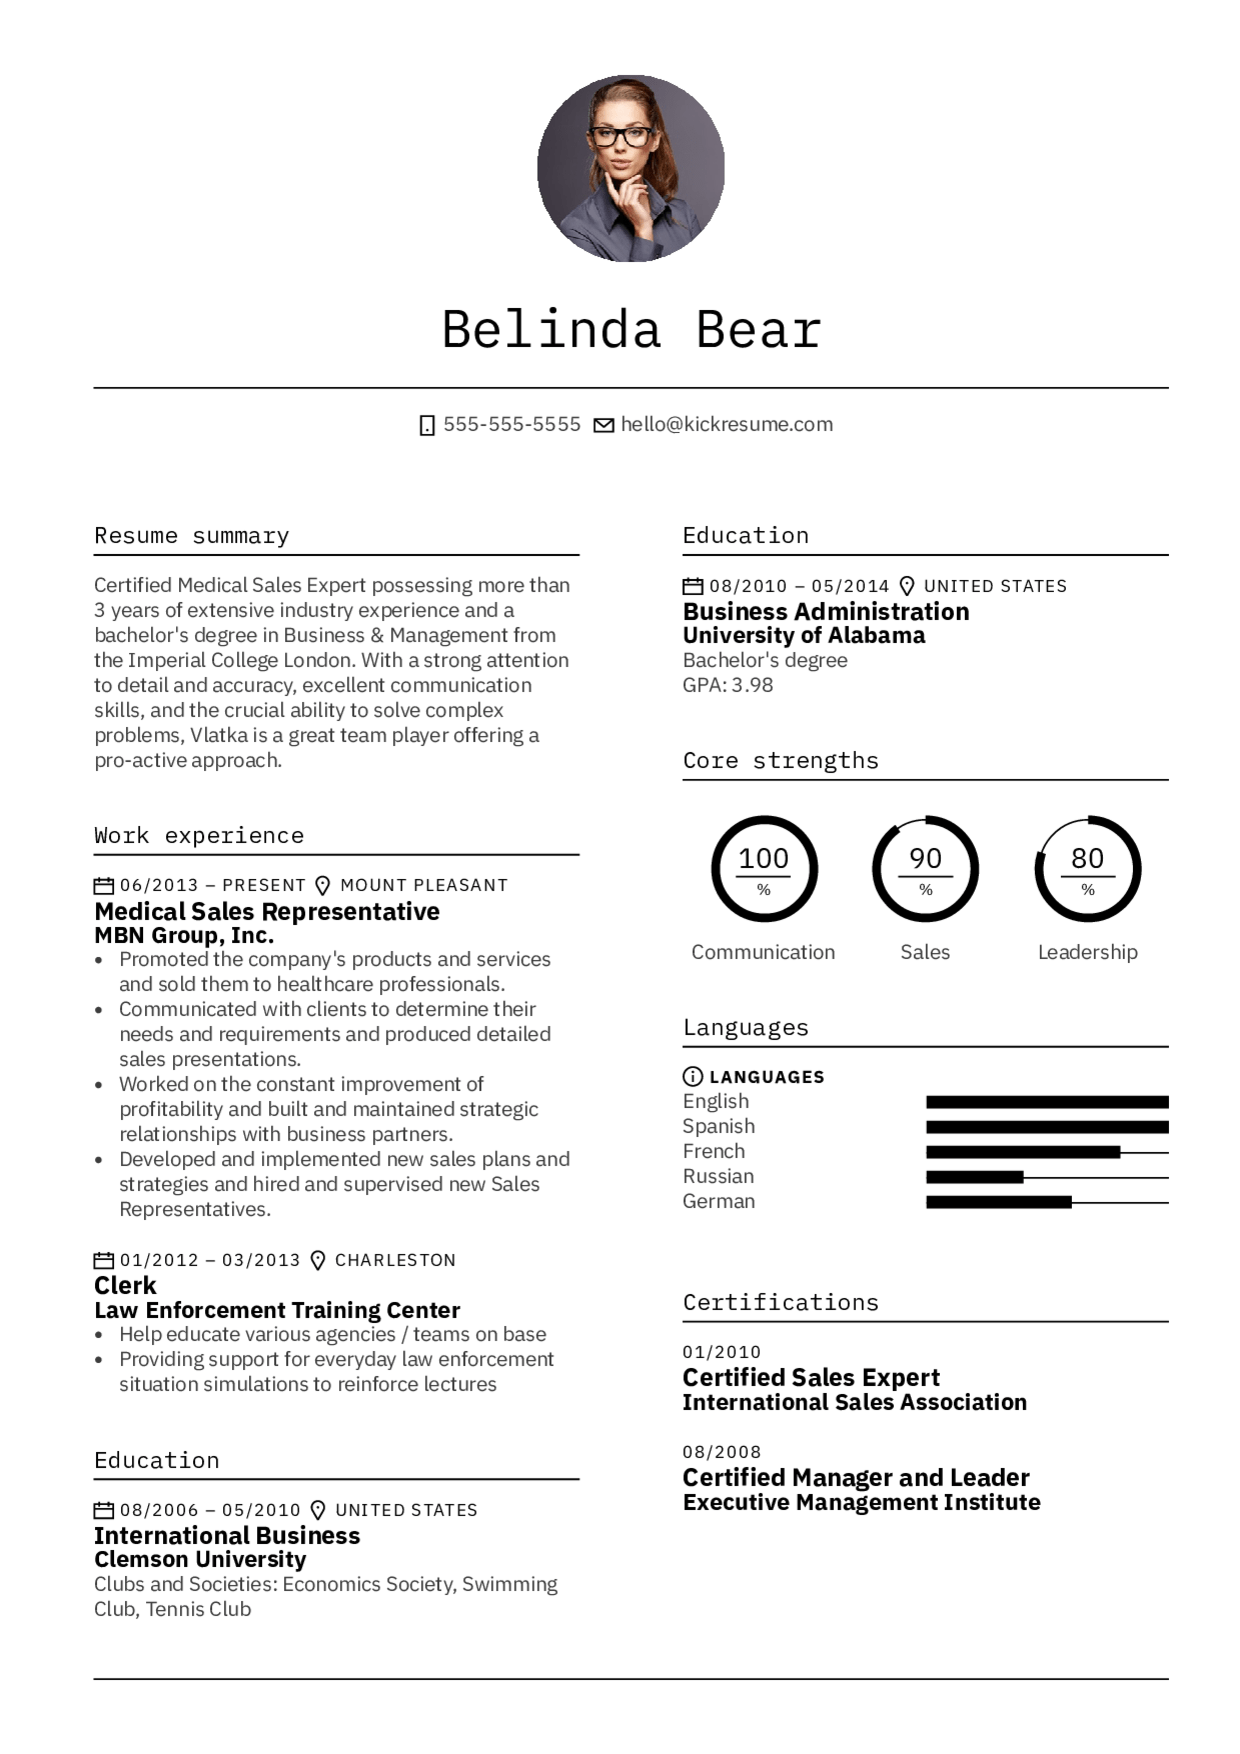 Belinda Bear
555-555-5555 hello@kickresume.com
Resume summary
Certified Medical Sales Expert possessing more than
3 years of extensive industry experience and a
bachelor's degree in Business & Management from
the Imperial College London. With a strong attention
to detail and accuracy, excellent communication
skills, and the crucial ability to solve complex
problems, Vlatka is a great team player offering a
pro-active approach.
Work experience
06/2013 – PRESENT MOUNT PLEASANT
Medical Sales Representative
MBN Group, Inc.
• Promoted the company's products and services
and sold them to healthcare professionals.
• Communicated with clients to determine their
needs and requirements and produced detailed
sales presentations.
• Worked on the constant improvement of
profitability and built and maintained strategic
relationships with business partners.
• Developed and implemented new sales plans and
strategies and hired and supervised new Sales
Representatives.
01/2012 – 03/2013 CHARLESTON
Clerk
Law Enforcement Training Center
• Help educate various agencies / teams on base
• Providing support for everyday law enforcement
situation simulations to reinforce lectures
Education
08/2006 – 05/2010 UNITED STATES
International Business
Clemson University
Clubs and Societies: Economics Society, Swimming
Club, Tennis Club
Education
08/2010 – 05/2014 UNITED STATES
Business Administration
University of Alabama
Bachelor's degree
GPA: 3.98
Core strengths
100 90 80
% % %
Communication Sales Leadership
Languages
LANGUAGES
English
Spanish
French
Russian
German
Certifications
01/2010
Certified Sales Expert
International Sales Association
08/2008
Certified Manager and Leader
Executive Management Institute